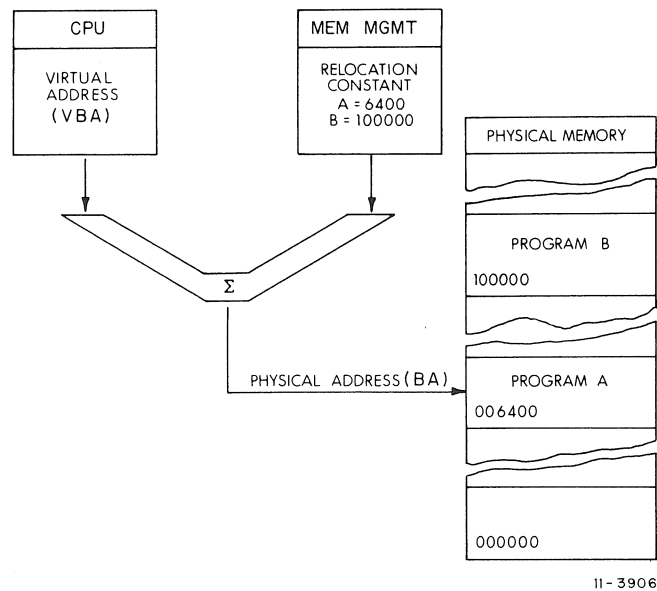 CPU
VIRTUAL
ADDRESS
(VBA)
MEM MGMT
RELOCATION
CONSTANT
A = 6400
B = 100000
PHYSICAL MEMORY
PROGRAM B
100000
Σ
PHYSICAL ADDRESS (BA)
PROGRAM A
006400
000000
11-3906